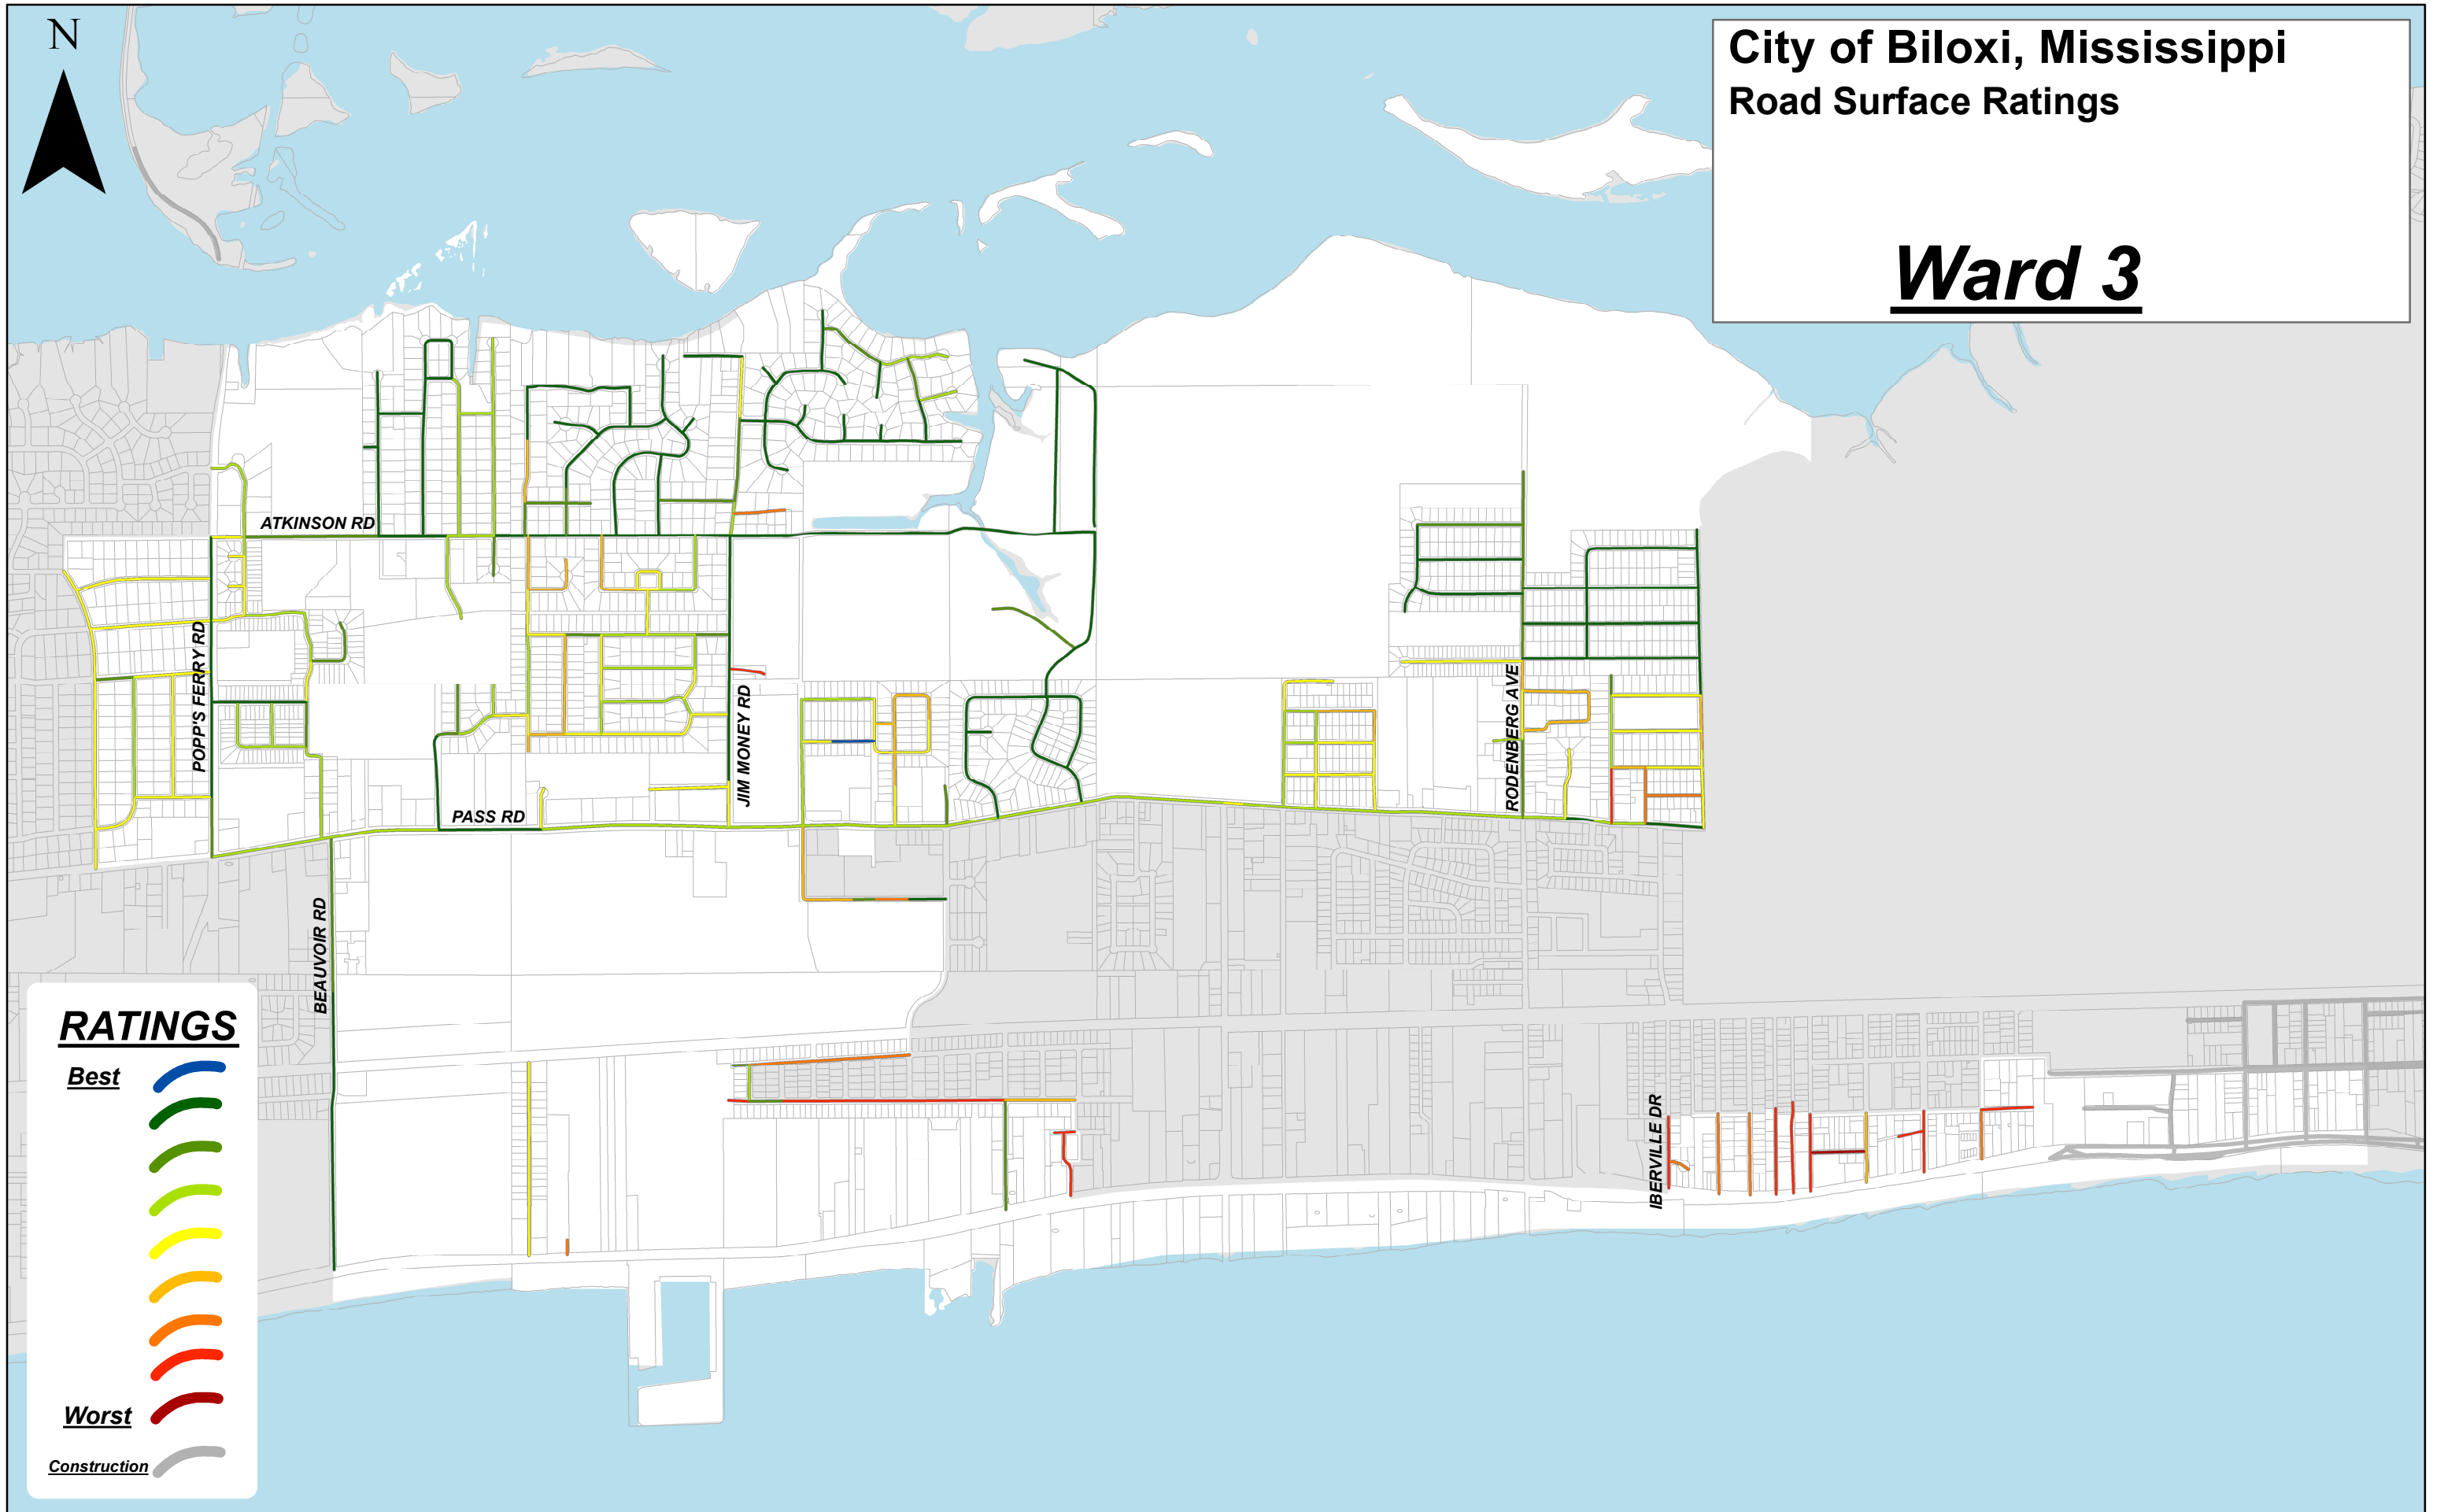 N
City of Biloxi, Mississippi
Road Surface Ratings
Ward 3
ATKINSON RD
POPP'S FERRY RD
JIM MONEY RD
RODENBERG AVE
PASS RD
BEAUVOIR RD
IBERVILLE DR
RATINGS
Best
Worst
Construction